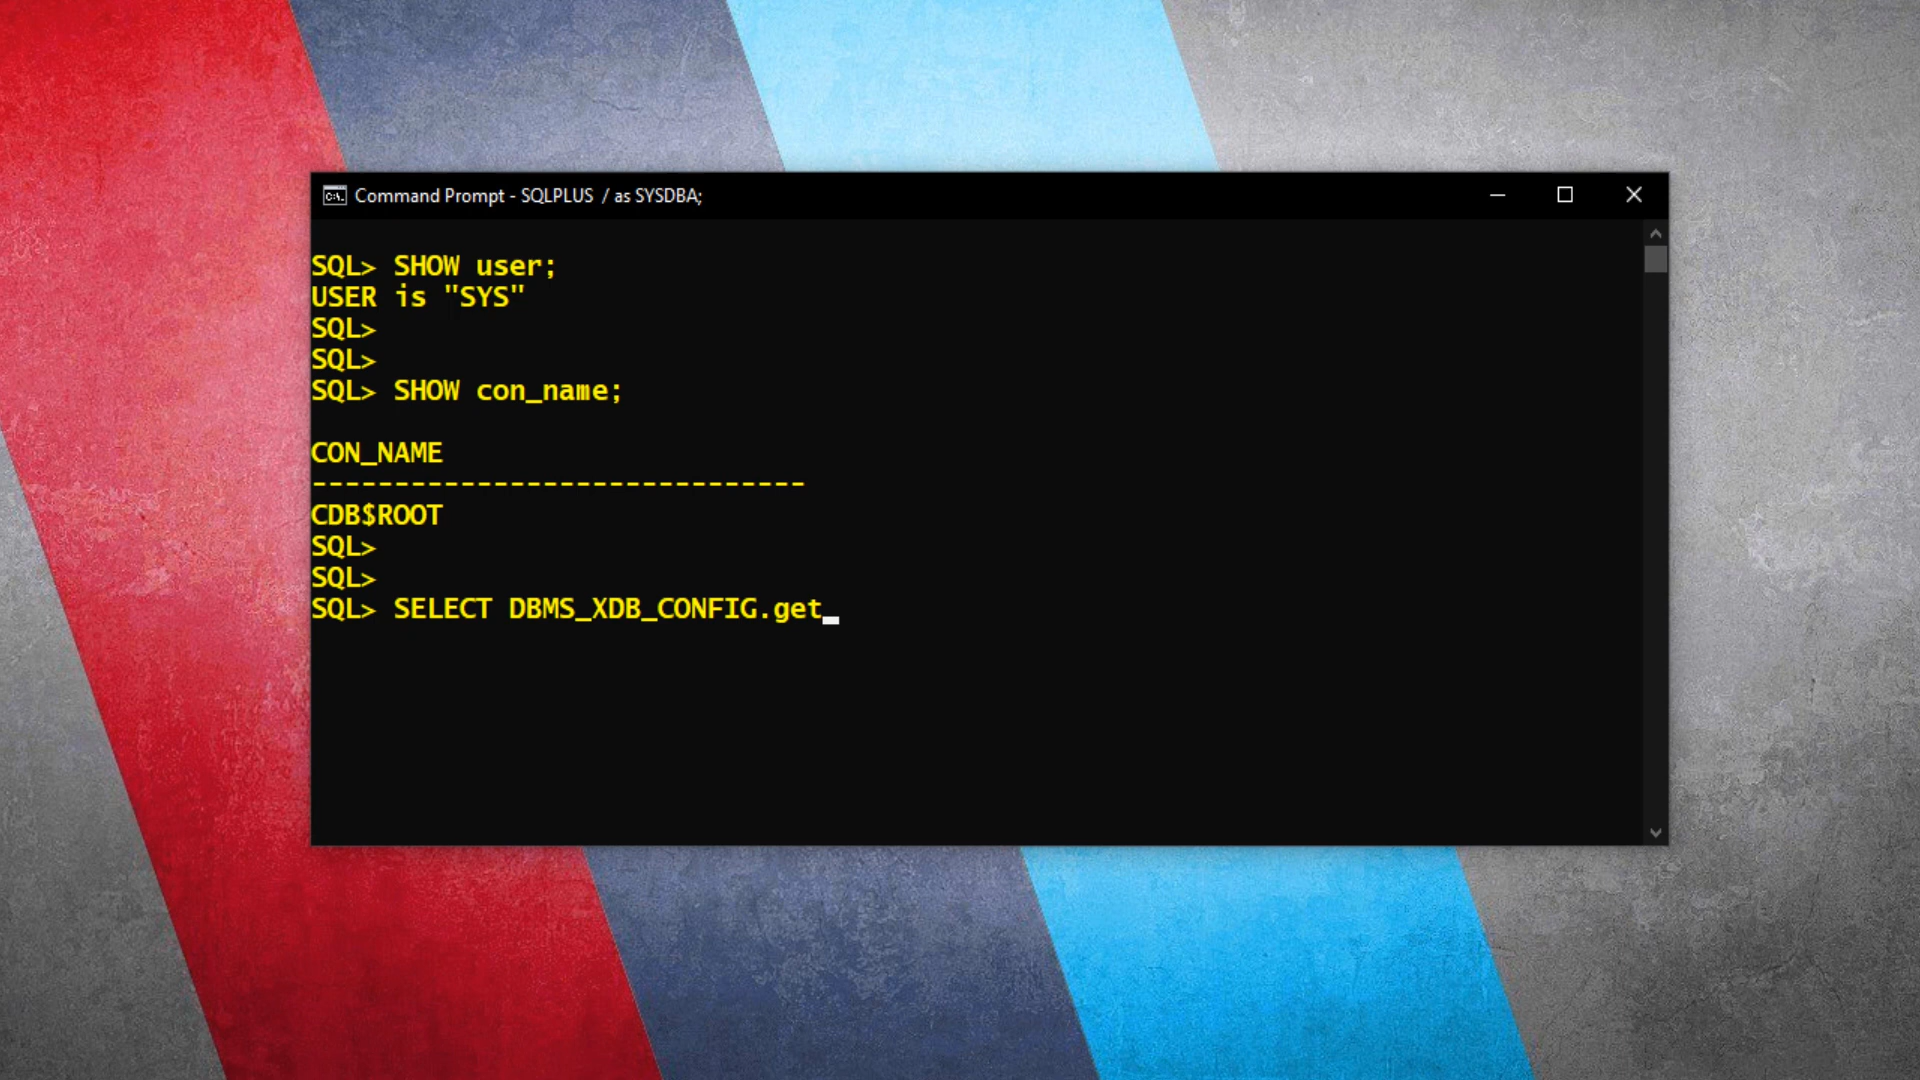 Command Prompt - SQLPLUS / as SYSDBA;
SQL> SHOW user;
USER is "SYS"
SQL>
SQL>
SQL> SHOW con_name;
CON_NAME
------------------------------
CDB$ROOT
SQL>
SQL>
SQL> SELECT DBMS_XDB_CONFIG.get